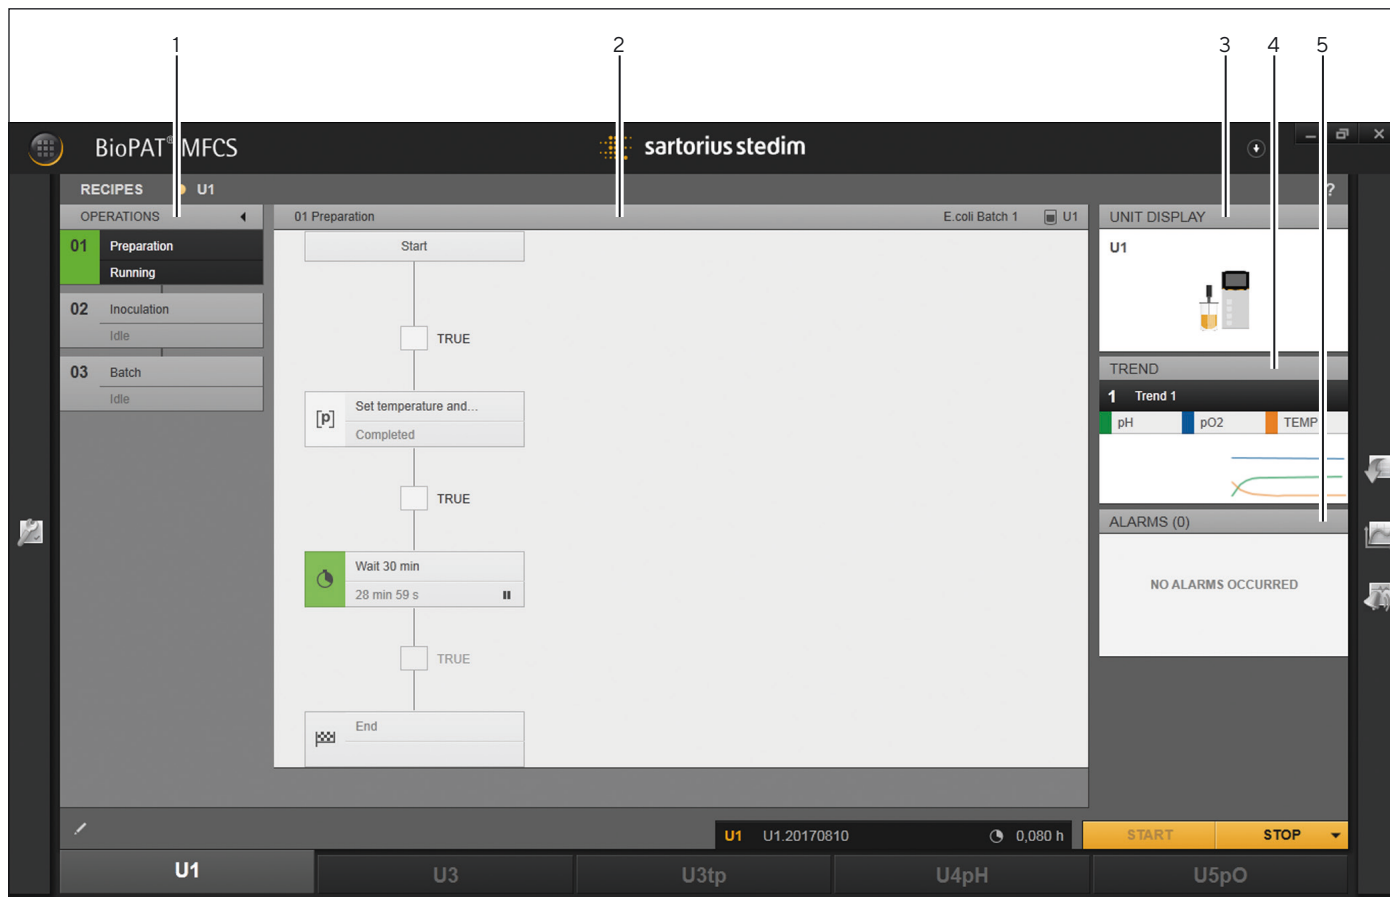 1 2 3 4 5
BioPAT® MFCS
sartorius stedim
RECIPES U1 ?
OPERATIONS
01 Preparation
Running
02 Inoculation
Idle
03 Batch
Idle
01 Preparation E.coli Batch 1 U1
Start
TRUE
[p] Set temperature and...
Completed
TRUE
Wait 30 min
28 min 59 s
TRUE
End
UNIT DISPLAY
U1
TREND
1 Trend 1
pH pO2 TEMP
ALARMS (0)
NO ALARMS OCCURRED
U1 U1.20170810 0,080 h START STOP
U1 U3 U3tp U4pH U5pO